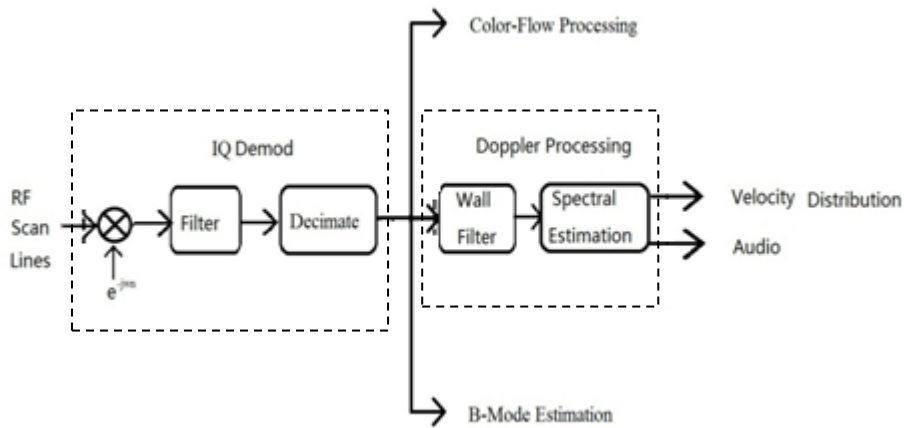 Color-Flow Processing
IQ Demod
Doppler Processing
RF
Scan
Lines
Filter
Decimate
Wall
Filter
Spectral
Estimation
Velocity Distribution
Audio
B-Mode Estimation